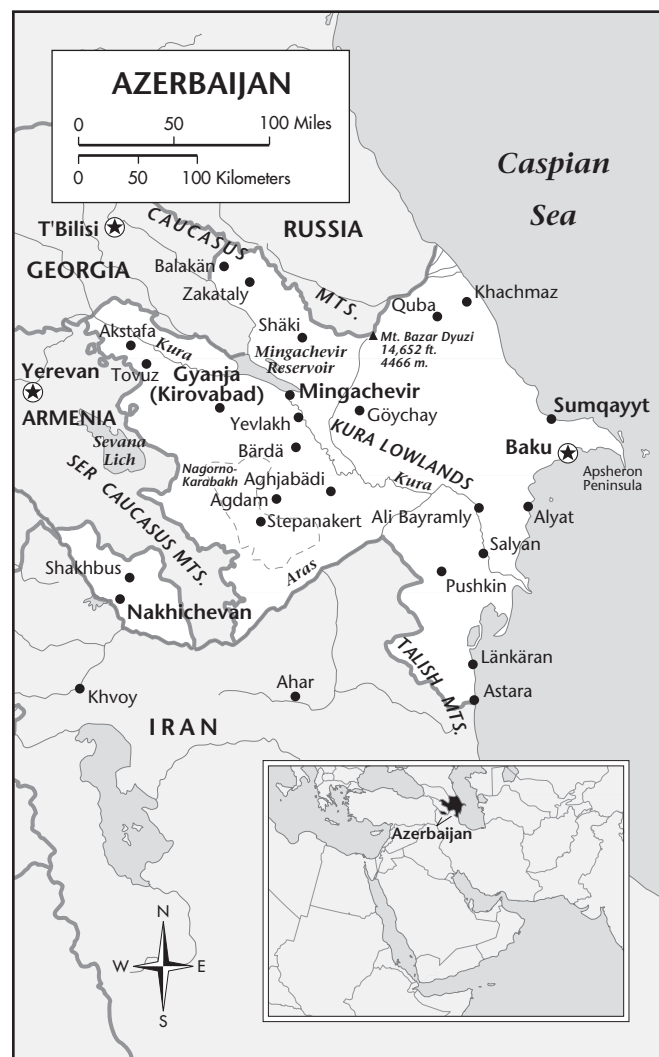 AZERBAIJAN
0 50 100 Miles
0 50 100 Kilometers
Caspian
Sea
RUSSIA
CAUCASUS
MTS.
T'Bilisi
GEORGIA
Balakän
Zakataly
Quba
Khachmaz
Shäki
Mt. Bazar Dyuzi
14,652 ft.
4466 m.
Akstafa
Kura
Mingachevir
Reservoir
Tovuz
Yerevan
ARMENIA
Gyanja
(Kirovabad)
Mingachevir
Göychay
Sumqayyt
Yevlakh
KURA LOWLANDS
Baku
Apsheron
Peninsula
Sevana
Lich
Bärdä
Nagorno-
Karabakh
Aghjabädi
Kura
Agdam
Stepanakert
Ali Bayramly
Alyat
SER CAUCASUS MTS.
Salyan
Shakhbus
Aras
Pushkin
Nakhichevan
TALISH MTS.
Länkäran
Astara
Khvoy
Ahar
IRAN
Azerbaijan
N
W E
S